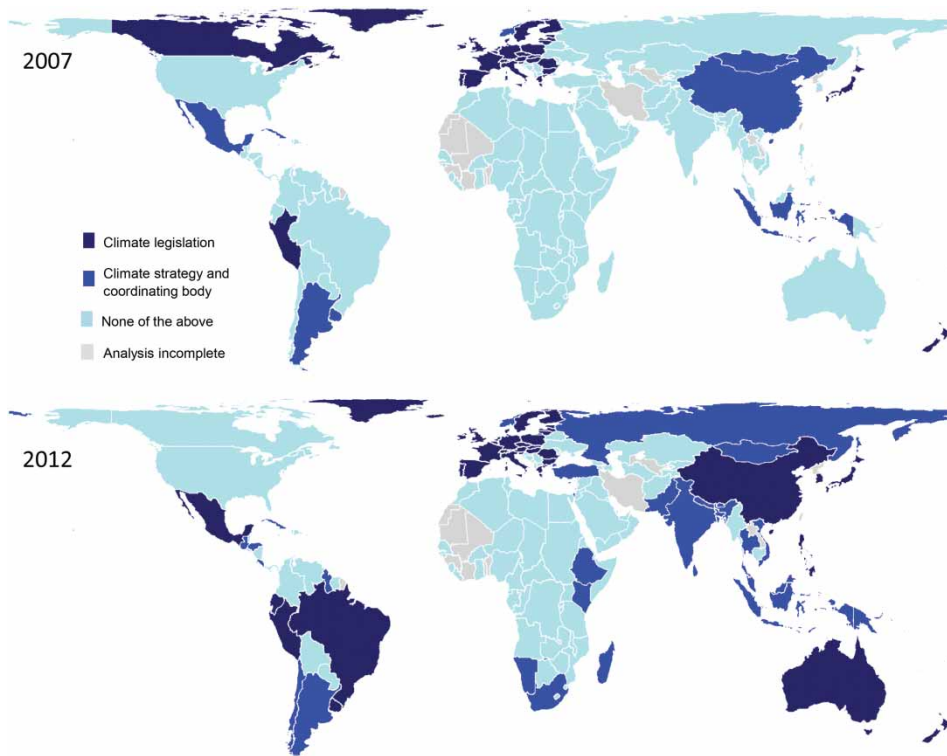 2007
Climate legislation
Climate strategy and
coordinating body
None of the above
Analysis incomplete
2012